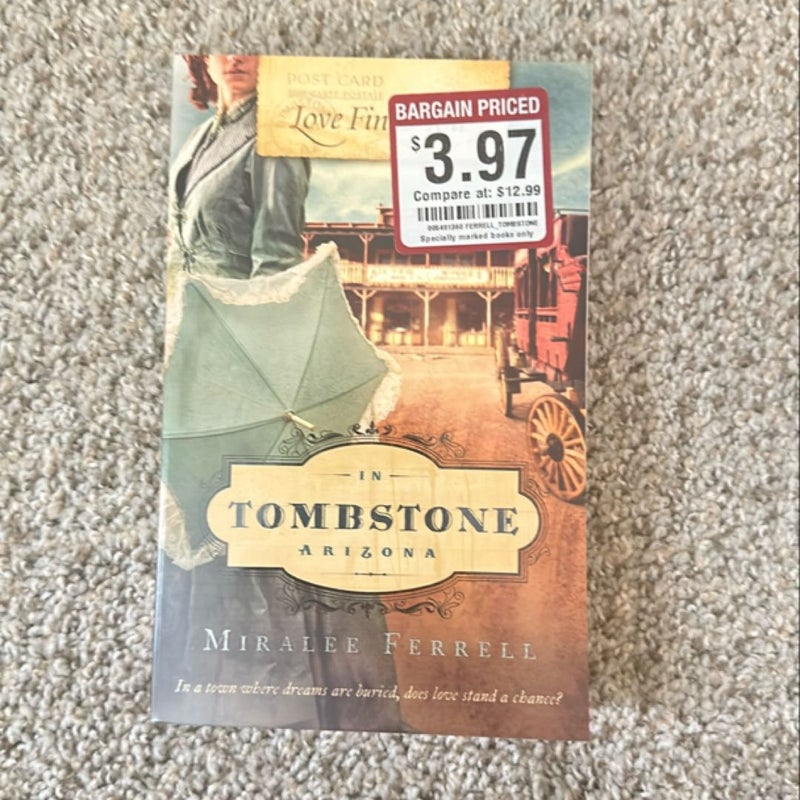 POST CARD
Love Fin
BARGAIN PRICED
$3.97
Compare at: $12.99
005491360 FERRELL_TOMBSTONE
Specially marked books only
IN
TOMBSTONE
ARIZONA
MIRALEE FERRELL
In a town where dreams are buried, does love stand a chance?